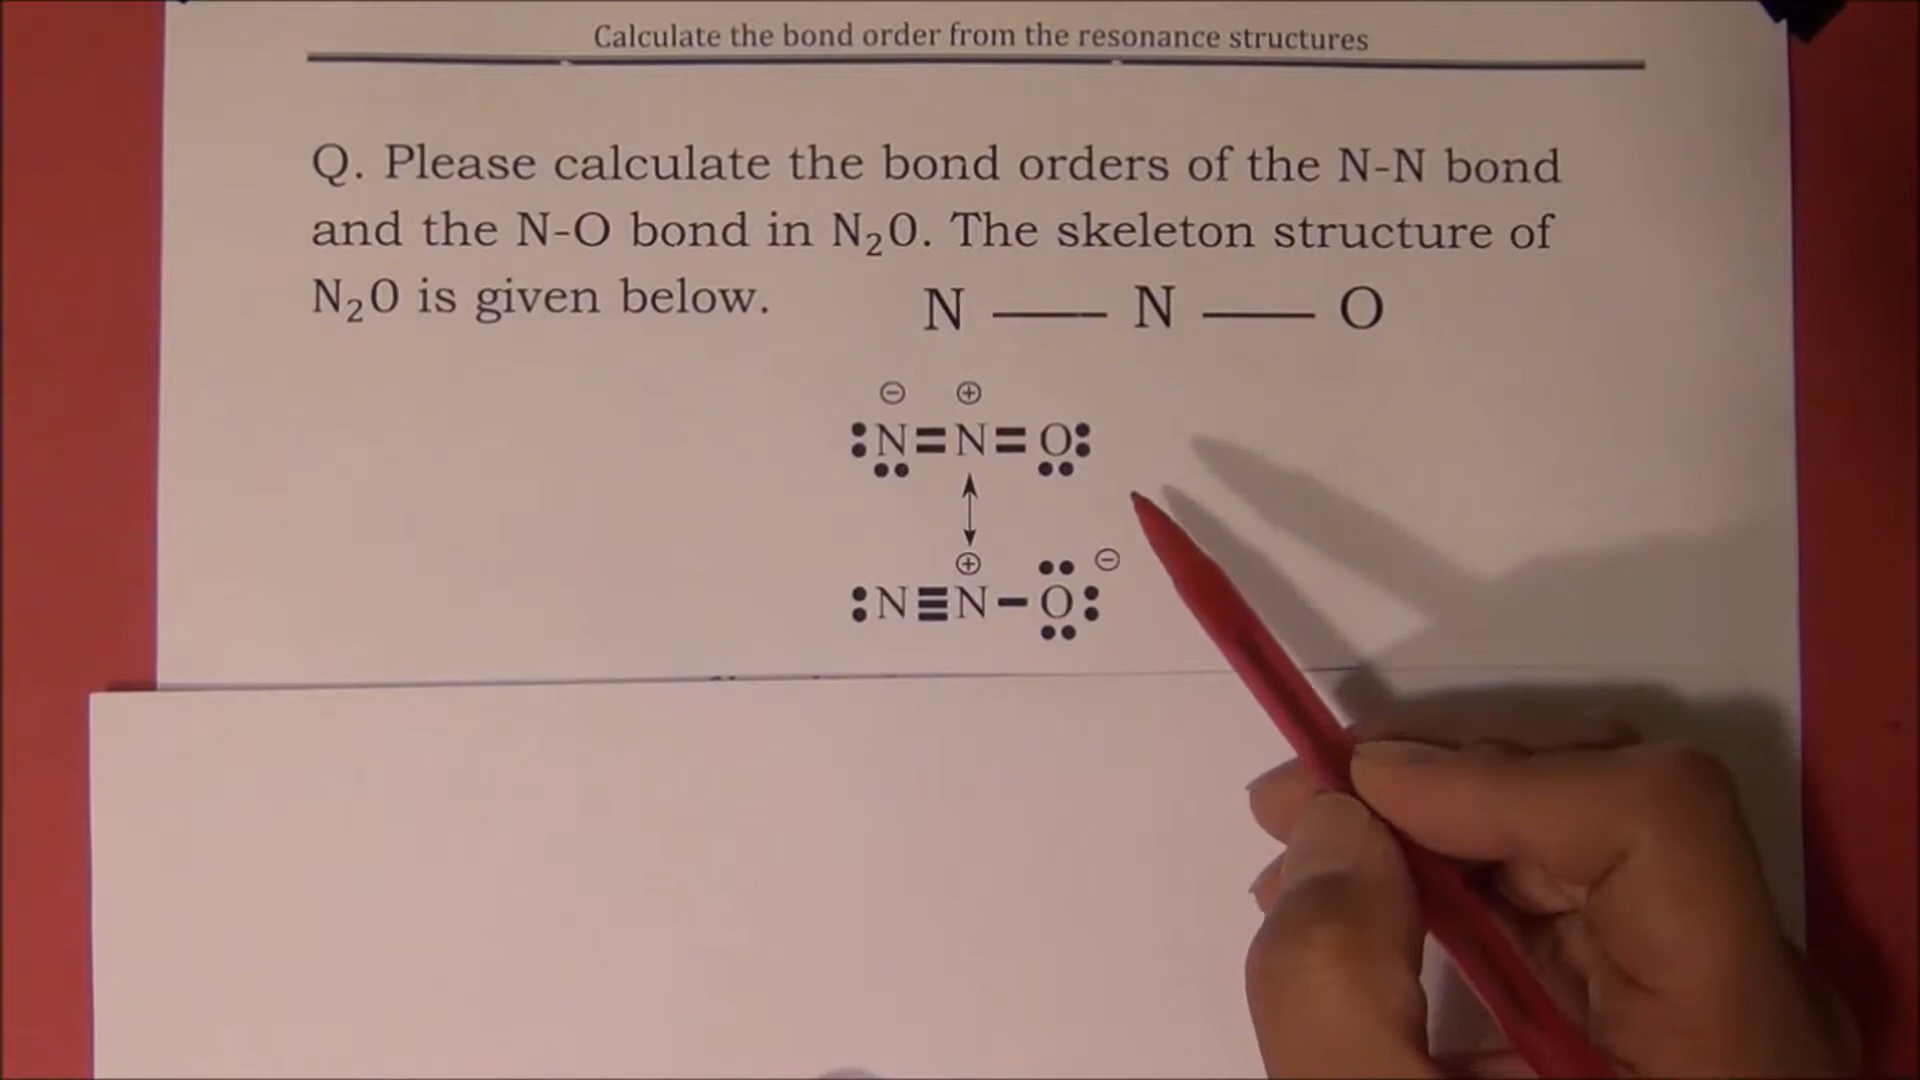 Calculate the bond order from the resonance structures
Q. Please calculate the bond orders of the N-N bond
and the N-O bond in N₂O. The skeleton structure of
N₂O is given below.
N — N — O
⊖ ⊕
:N̤=N=O̤:
⊕ ⊖
:N≡N−Ö̤: